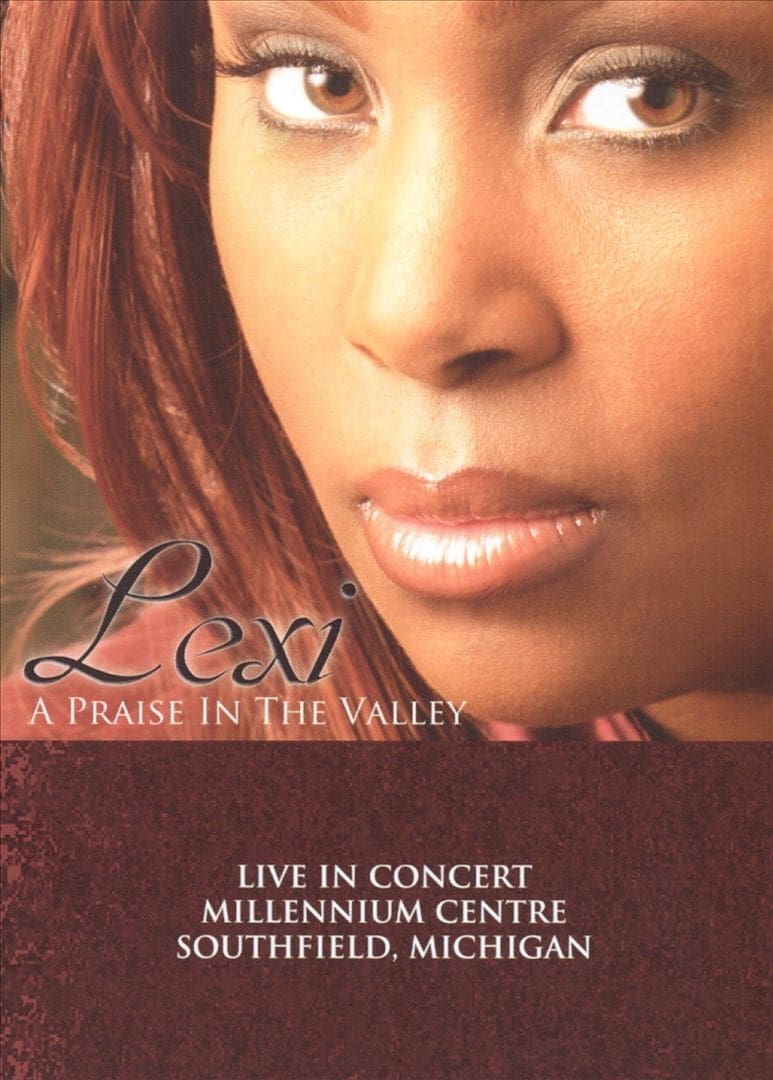 Lexi
A PRAISE IN THE VALLEY
LIVE IN CONCERT
MILLENNIUM CENTRE
SOUTHFIELD, MICHIGAN